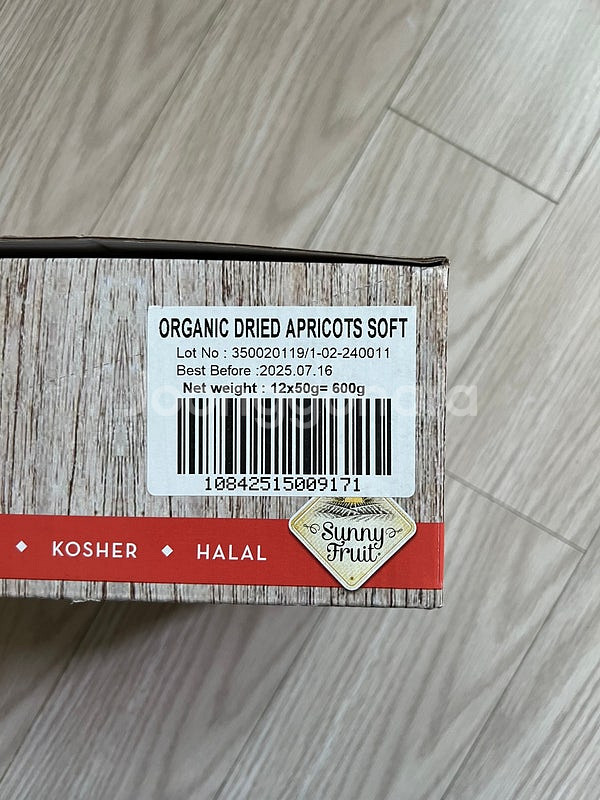 ORGANIC DRIED APRICOTS SOFT
Lot No : 350020119/1-02-240011
Best Before :2025.07.16
Net weight : 12x50g= 600g
10842515009171
Sunny
Fruit
◆ KOSHER ◆ HALAL